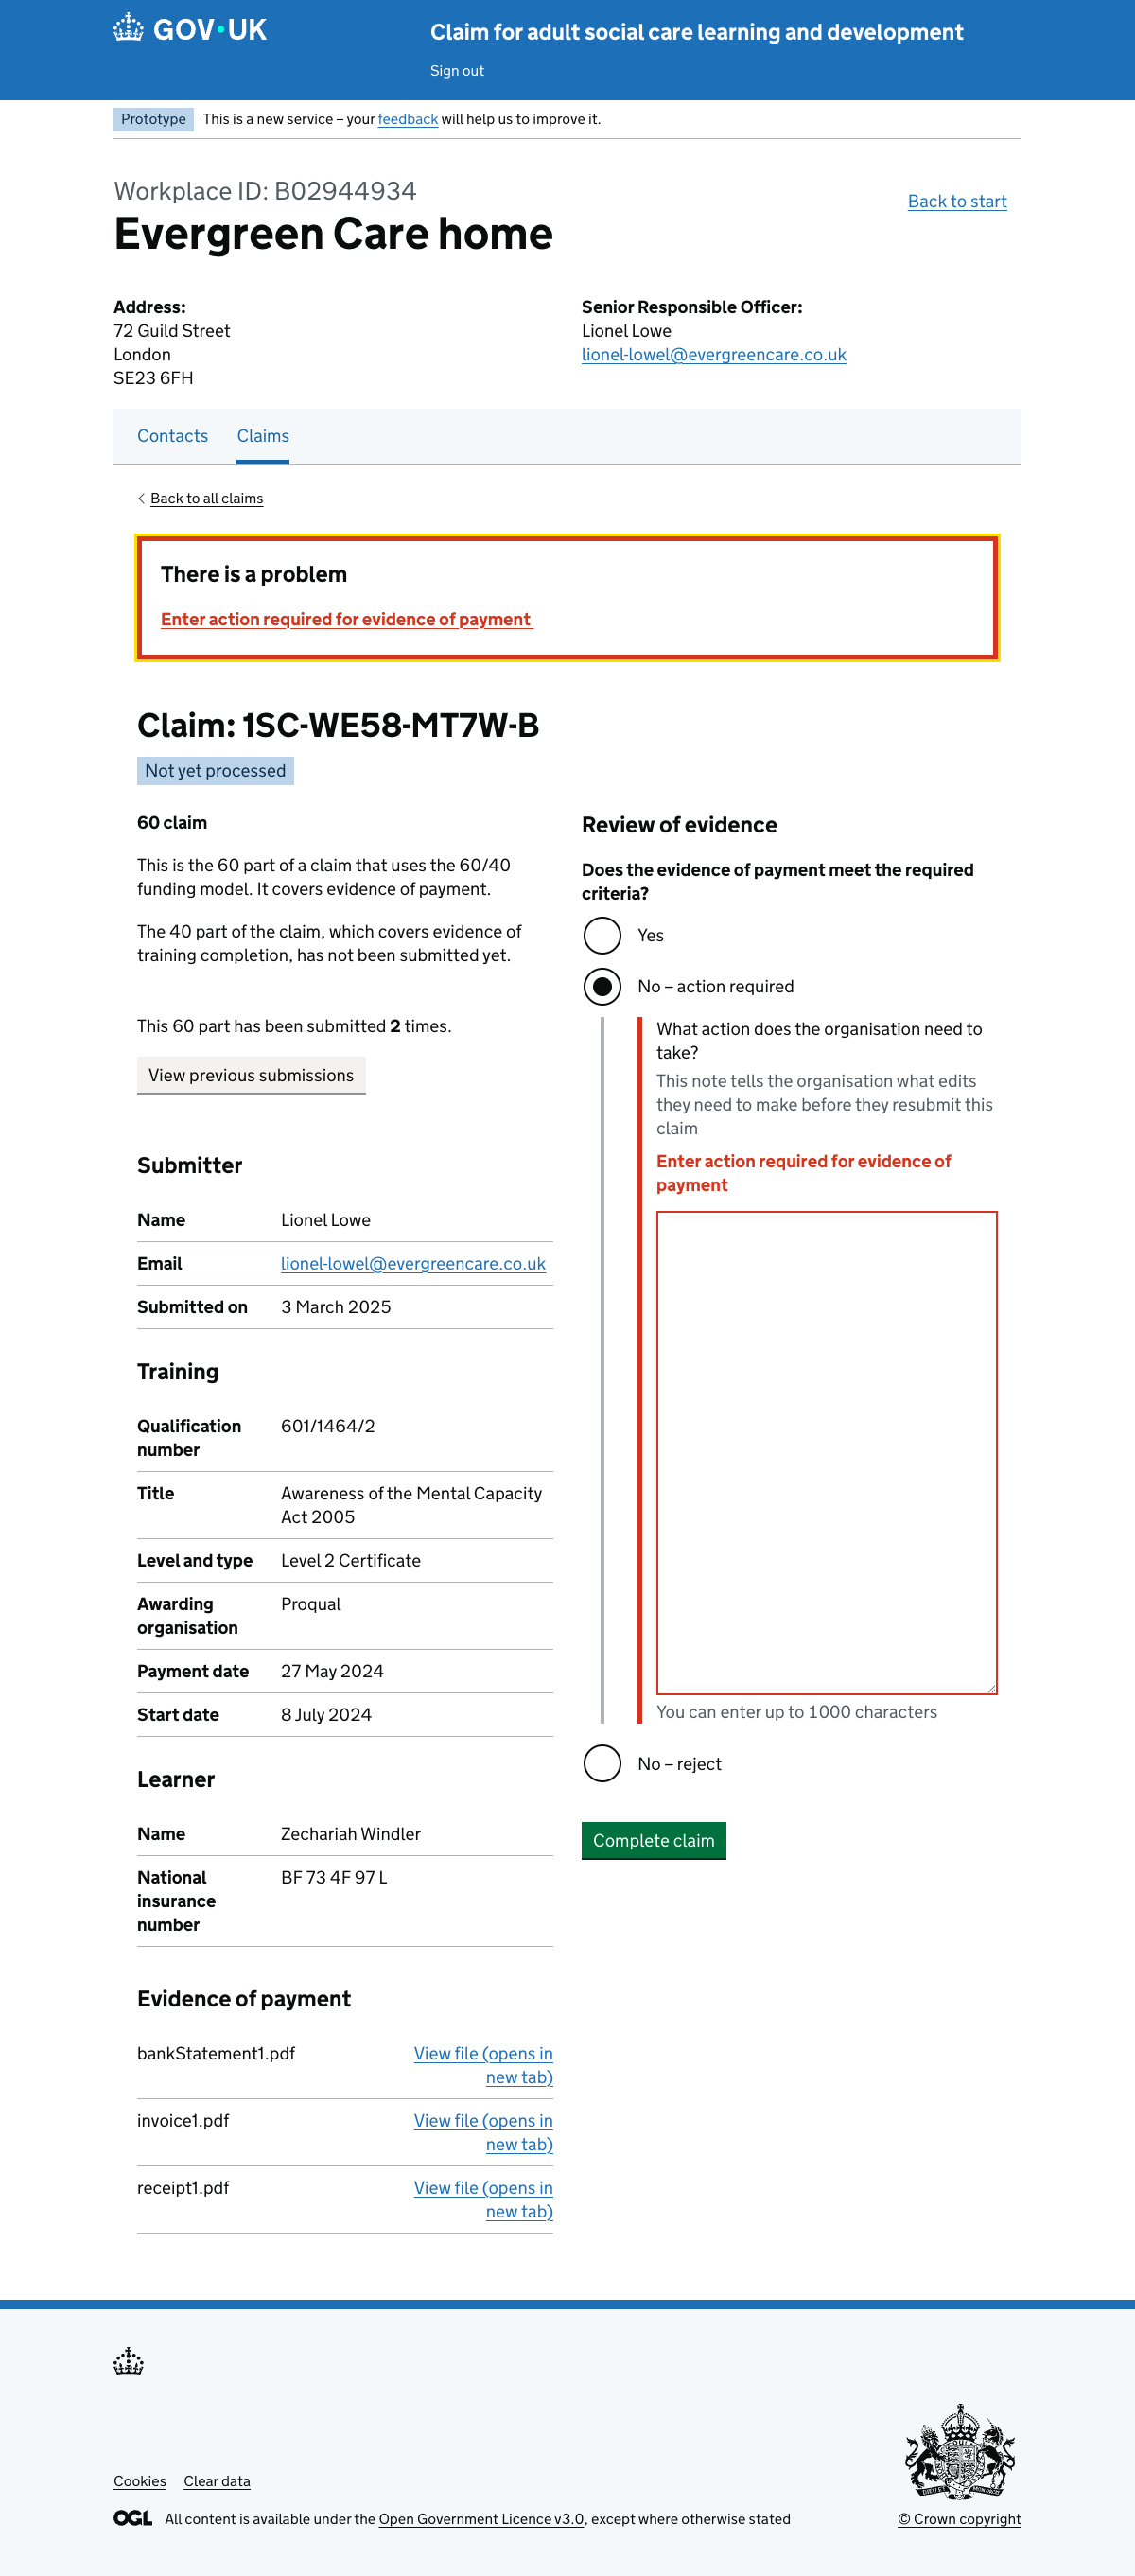 GOV·UK
Claim for adult social care learning and development
Sign out
Prototype
This is a new service – your feedback will help us to improve it.
Workplace ID: B02944934
Evergreen Care home
Back to start
Address:
72 Guild Street
London
SE23 6FH
Senior Responsible Officer:
Lionel Lowe
lionel-lowel@evergreencare.co.uk
Contacts
Claims
Back to all claims
There is a problem
Enter action required for evidence of payment
Claim: 1SC-WE58-MT7W-B
Not yet processed
60 claim
This is the 60 part of a claim that uses the 60/40
funding model. It covers evidence of payment.
The 40 part of the claim, which covers evidence of
training completion, has not been submitted yet.
This 60 part has been submitted 2 times.
View previous submissions
Submitter
Name
Lionel Lowe
Email
lionel-lowel@evergreencare.co.uk
Submitted on
3 March 2025
Training
Qualification
number
601/1464/2
Title
Awareness of the Mental Capacity
Act 2005
Level and type
Level 2 Certificate
Awarding
organisation
Proqual
Payment date
27 May 2024
Start date
8 July 2024
Learner
Name
Zechariah Windler
National
insurance
number
BF 73 4F 97 L
Evidence of payment
bankStatement1.pdf
View file (opens in
new tab)
invoice1.pdf
View file (opens in
new tab)
receipt1.pdf
View file (opens in
new tab)
Review of evidence
Does the evidence of payment meet the required
criteria?
Yes
No – action required
What action does the organisation need to
take?
This note tells the organisation what edits
they need to make before they resubmit this
claim
Enter action required for evidence of
payment
You can enter up to 1000 characters
No – reject
Complete claim
Cookies
Clear data
OGL
All content is available under the Open Government Licence v3.0, except where otherwise stated
© Crown copyright